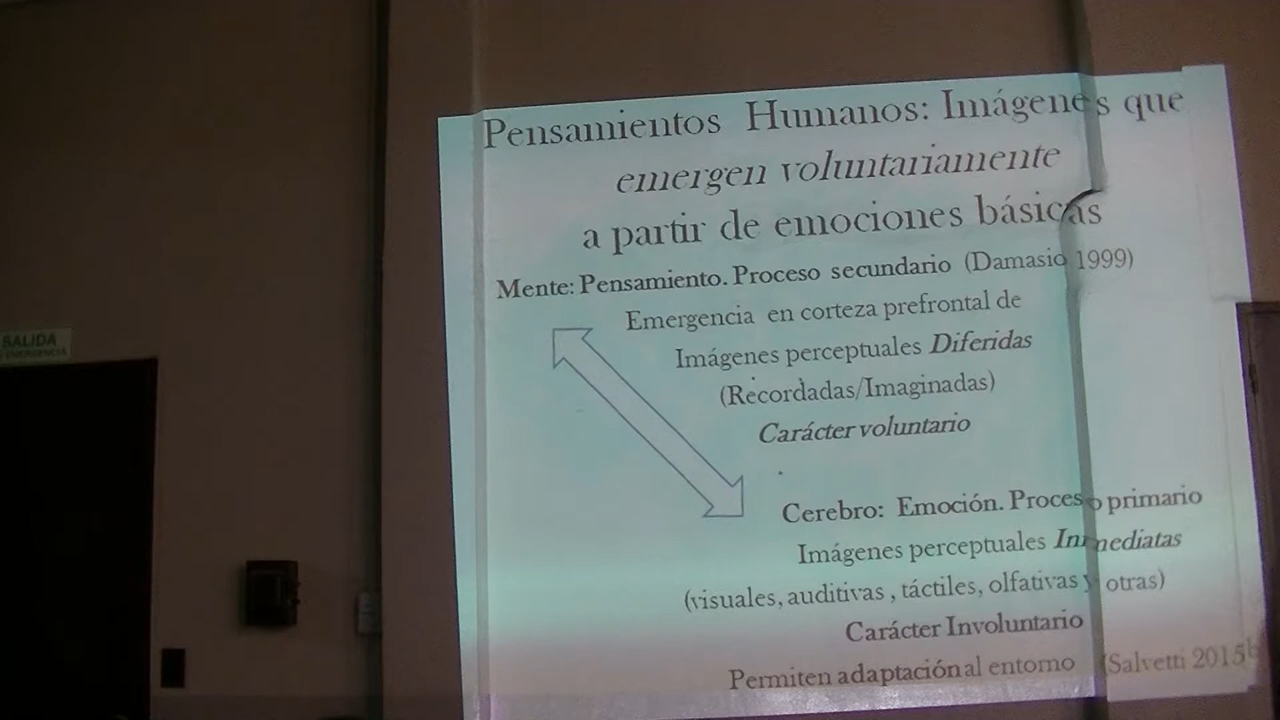 Pensamientos Humanos: Imágenes que
emergen voluntariamente
a partir de emociones básicas
Mente: Pensamiento. Proceso secundario (Damasio 1999)
Emergencia en corteza prefrontal de
Imágenes perceptuales Diferidas
(Recordadas/Imaginadas)
Carácter voluntario
Cerebro: Emoción. Proceso primario
Imágenes perceptuales Inmediatas
(visuales, auditivas , táctiles, olfativas y otras)
Carácter Involuntario
Permiten adaptación al entorno (Salvetti 2015b
SALIDA
EMERGENCIA